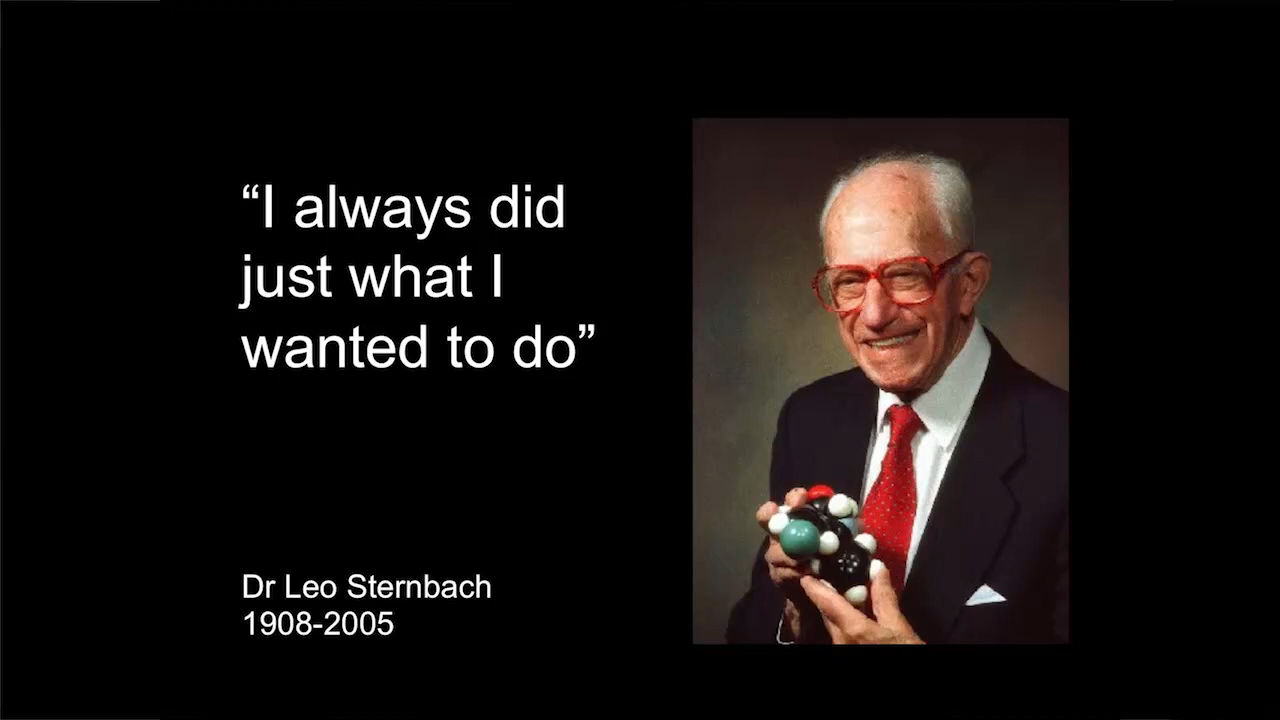 “I always did
just what I
wanted to do”
Dr Leo Sternbach
1908-2005